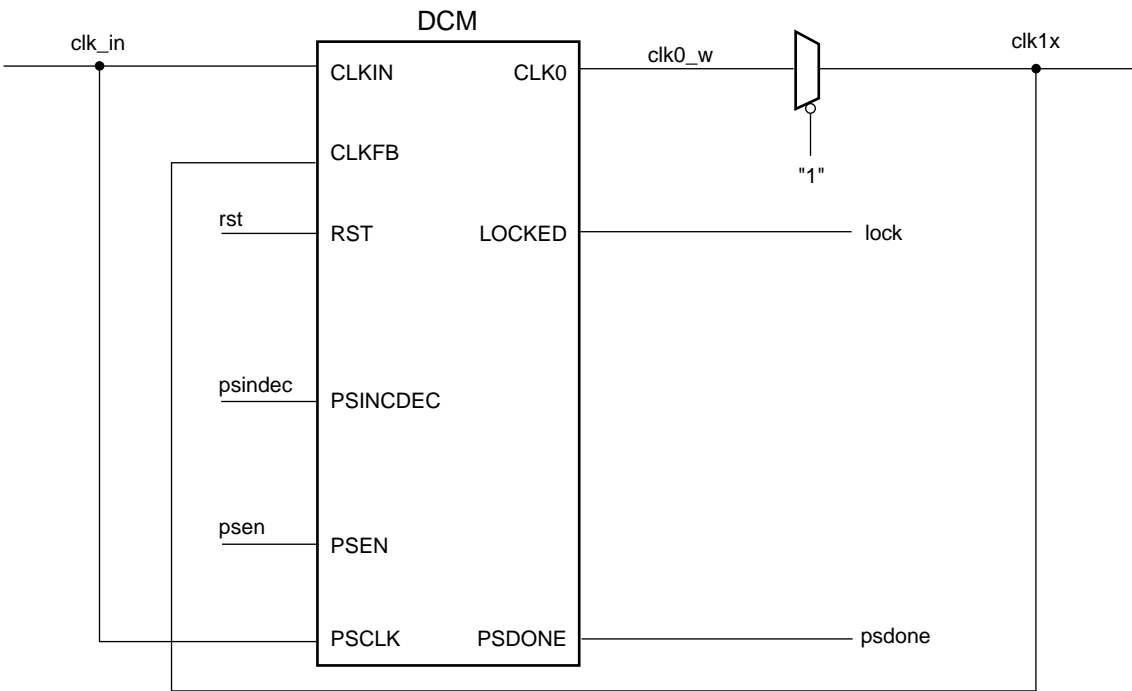 DCM
clk_in
CLKIN
CLK0
clk0_w
clk1x
CLKFB
"1"
rst
RST
LOCKED
lock
psindec
PSINCDEC
psen
PSEN
PSCLK
PSDONE
psdone